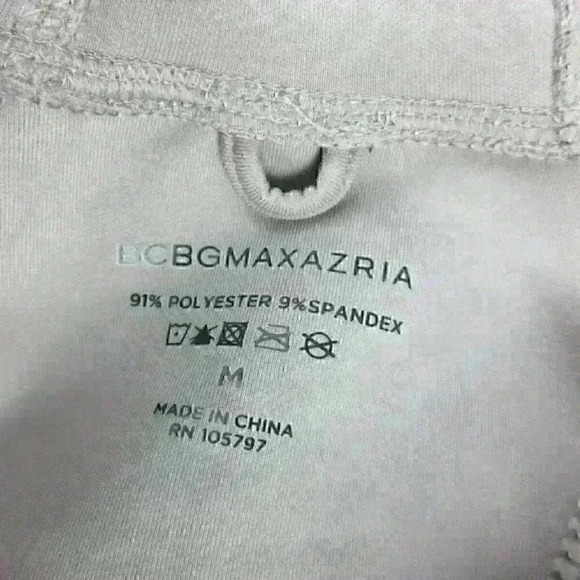 BCBGMAXAZRIA
91% POLYESTER 9%SPANDEX
M
MADE IN CHINA
RN 105797